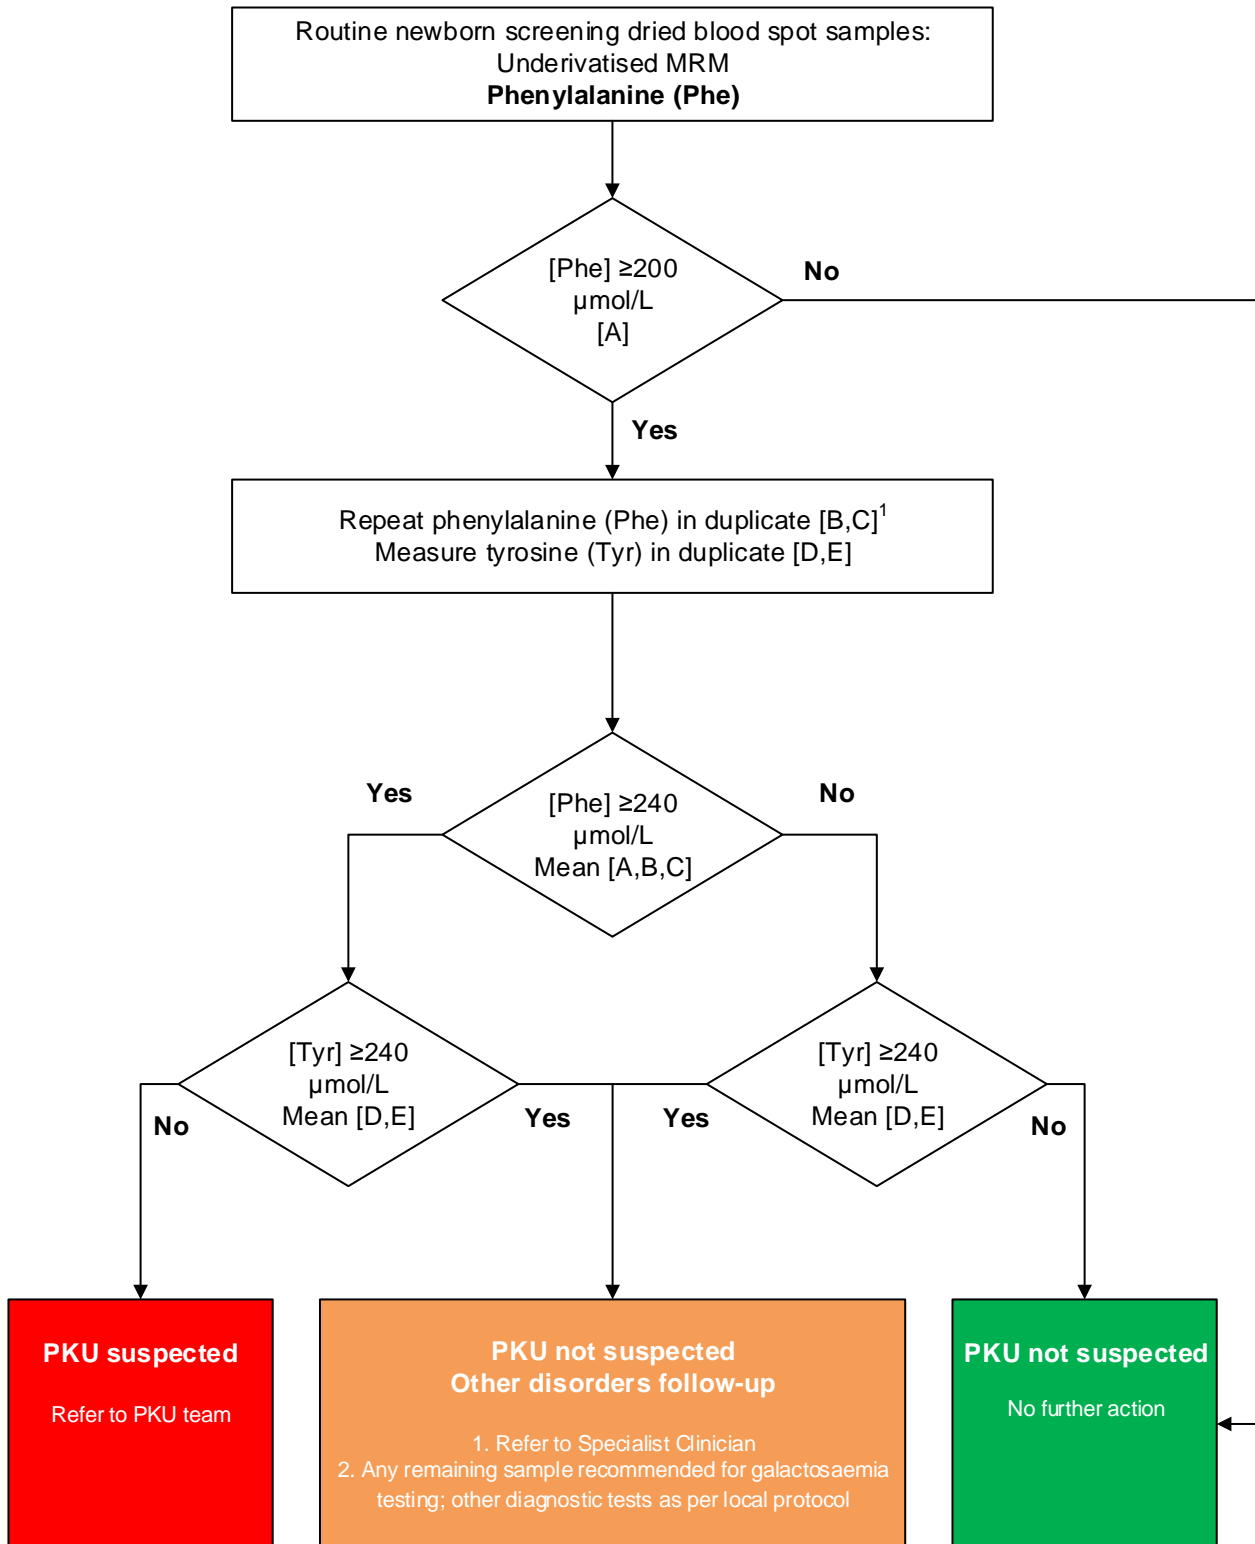 Routine newborn screening dried blood spot samples:
Underivatised MRM
Phenylalanine (Phe)
[Phe] ≥200
µmol/L
[A]
No
Yes
Repeat phenylalanine (Phe) in duplicate [B,C]¹
Measure tyrosine (Tyr) in duplicate [D,E]
Yes
[Phe] ≥240
µmol/L
Mean [A,B,C]
No
[Tyr] ≥240
µmol/L
Mean [D,E]
No
Yes
[Tyr] ≥240
µmol/L
Mean [D,E]
Yes
No
PKU suspected
Refer to PKU team
PKU not suspected
Other disorders follow-up
1. Refer to Specialist Clinician
2. Any remaining sample recommended for galactosaemia
testing; other diagnostic tests as per local protocol
PKU not suspected
No further action